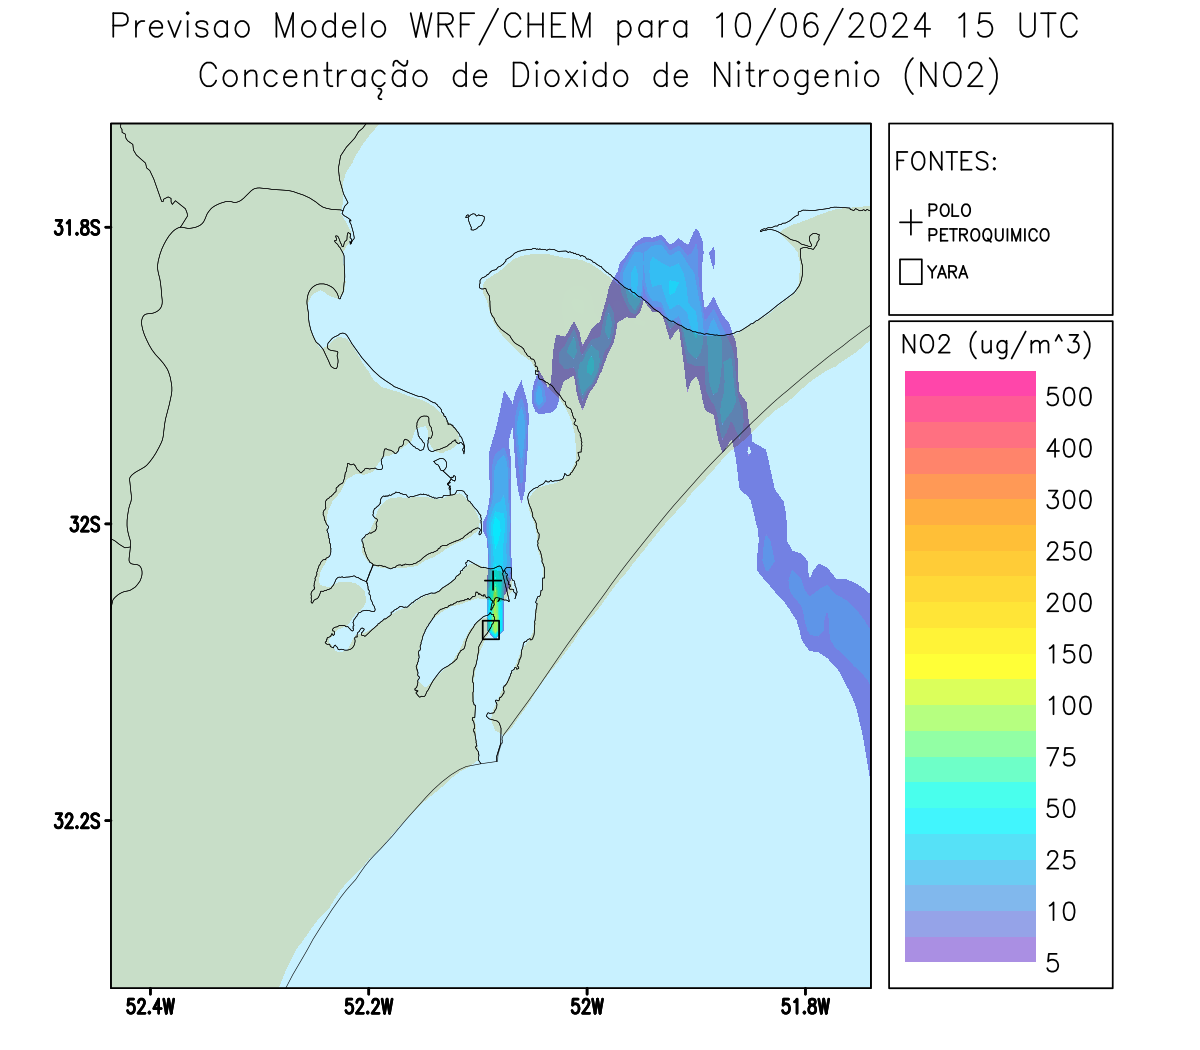 Previsao Modelo WRF/CHEM para 10/06/2024 15 UTC
Concentração de Dioxido de Nitrogenio (NO2)
FONTES:
POLO
PETROQUIMICO
YARA
NO2 (ug/m^3)
500
400
300
250
200
150
100
75
50
25
10
5
31.8S
32S
32.2S
52.4W
52.2W
52W
51.8W